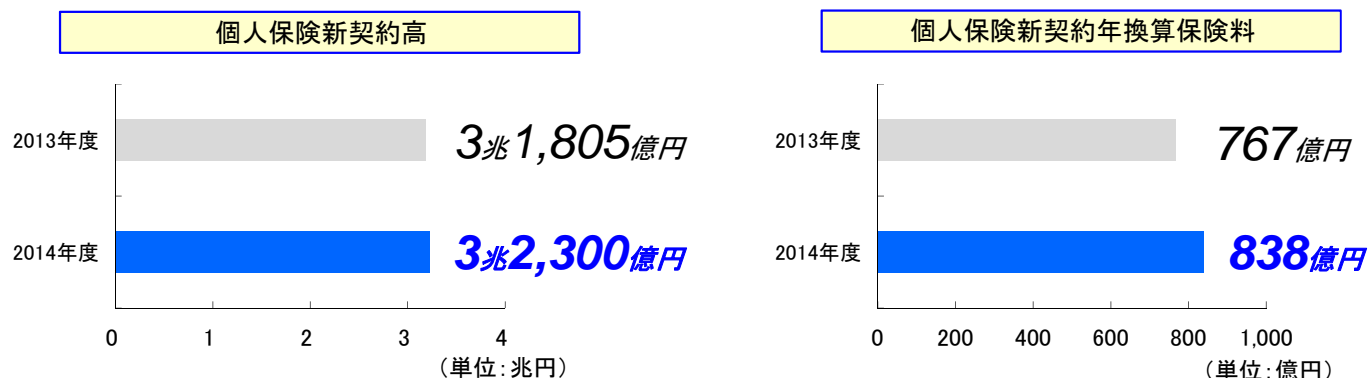 個人保険新契約高
2013年度
3兆1,805億円
2014年度
3兆2,300億円
0 1 2 3 4
（単位：兆円）
個人保険新契約年換算保険料
2013年度
767億円
2014年度
838億円
0 200 400 600 800 1,000
（単位：億円）